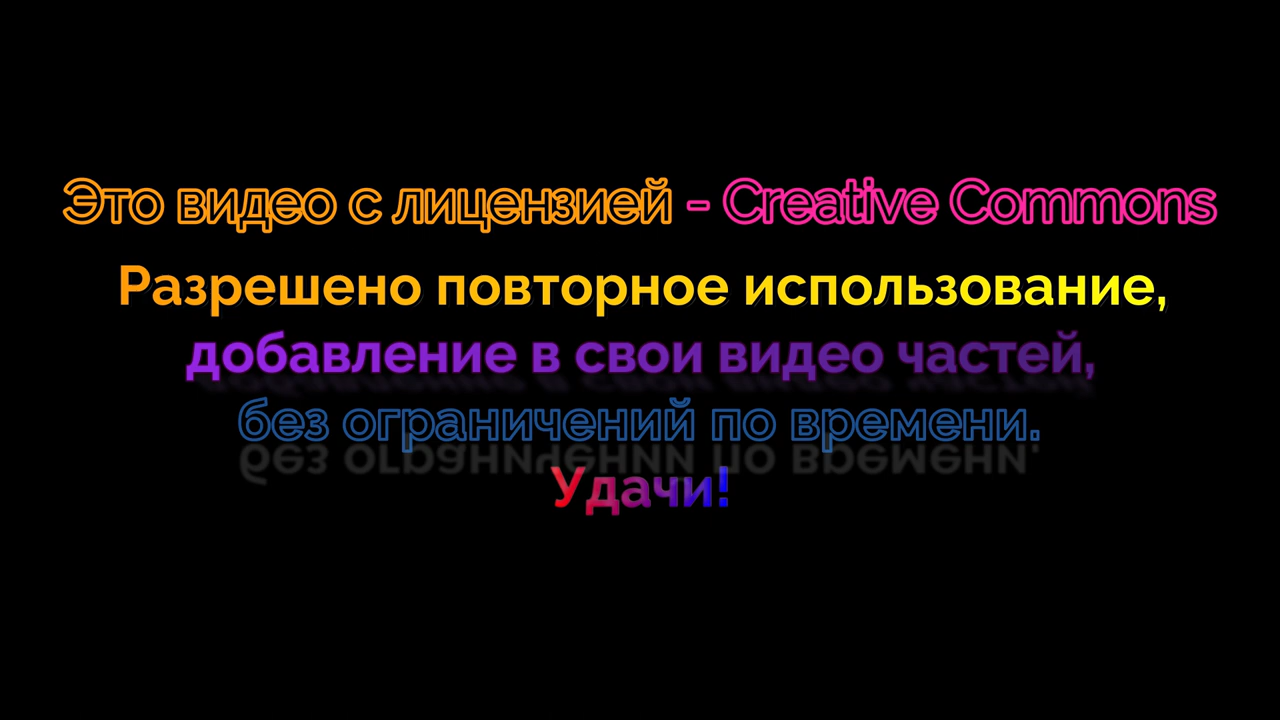 Это видео с лицензией - Creative Commons
Разрешено повторное использование,
добавление в свои видео частей,
без ограничений по времени.
Удачи!